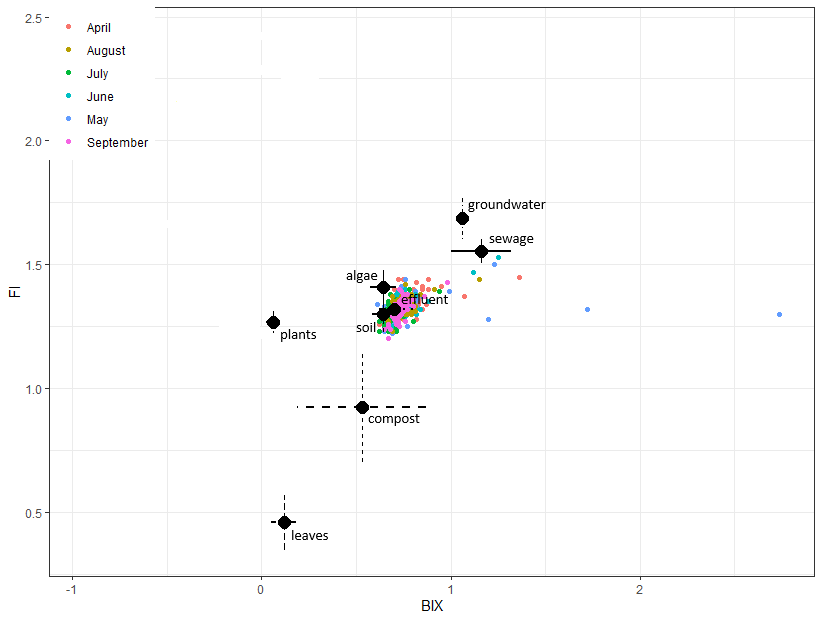 2.5
April
August
July
June
May
September
2.0
groundwater
sewage
1.5
algae
effluent
soil
plants
FI
1.0
compost
0.5
leaves
-1 0 1 2
BIX